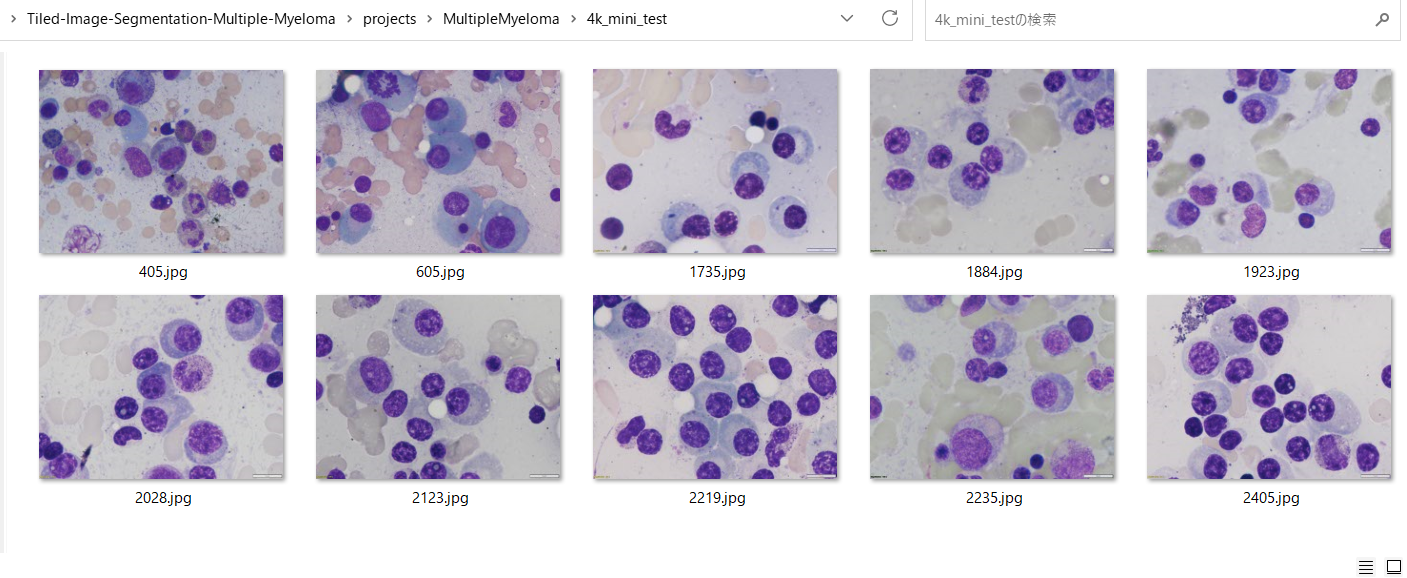 Tiled-Image-Segmentation-Multiple-Myeloma › projects › MultipleMyeloma › 4k_mini_test
4k_mini_testの検索
405.jpg
605.jpg
1735.jpg
1884.jpg
1923.jpg
2028.jpg
2123.jpg
2219.jpg
2235.jpg
2405.jpg